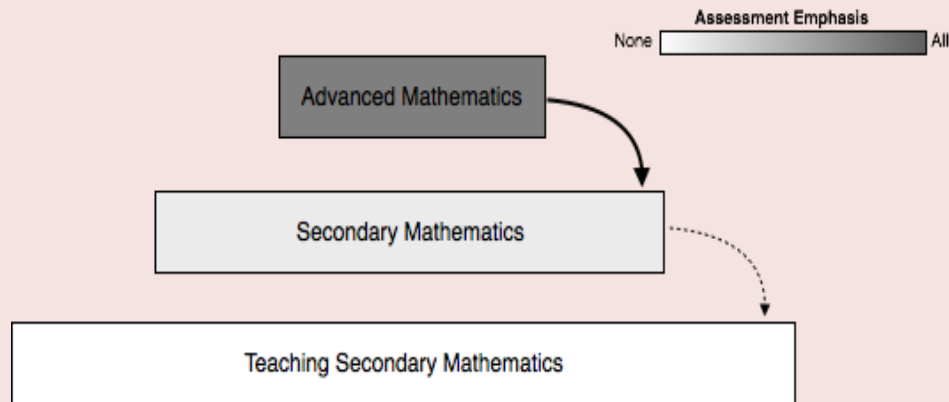 Assessment Emphasis
None All
Advanced Mathematics
Secondary Mathematics
Teaching Secondary Mathematics